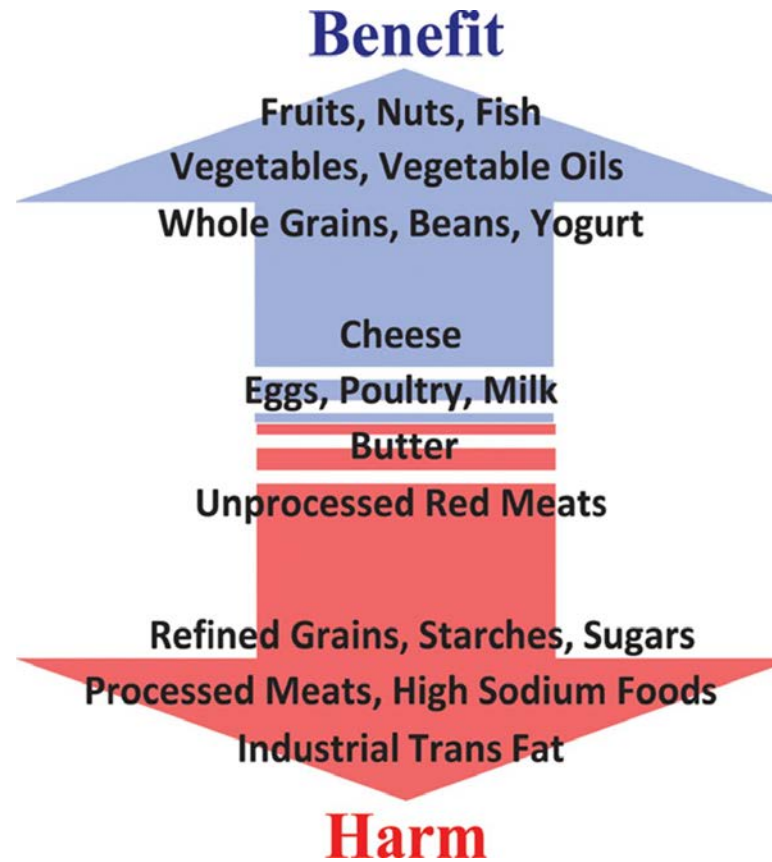 Benefit
Fruits, Nuts, Fish
Vegetables, Vegetable Oils
Whole Grains, Beans, Yogurt
Cheese
Eggs, Poultry, Milk
Butter
Unprocessed Red Meats
Refined Grains, Starches, Sugars
Processed Meats, High Sodium Foods
Industrial Trans Fat
Harm